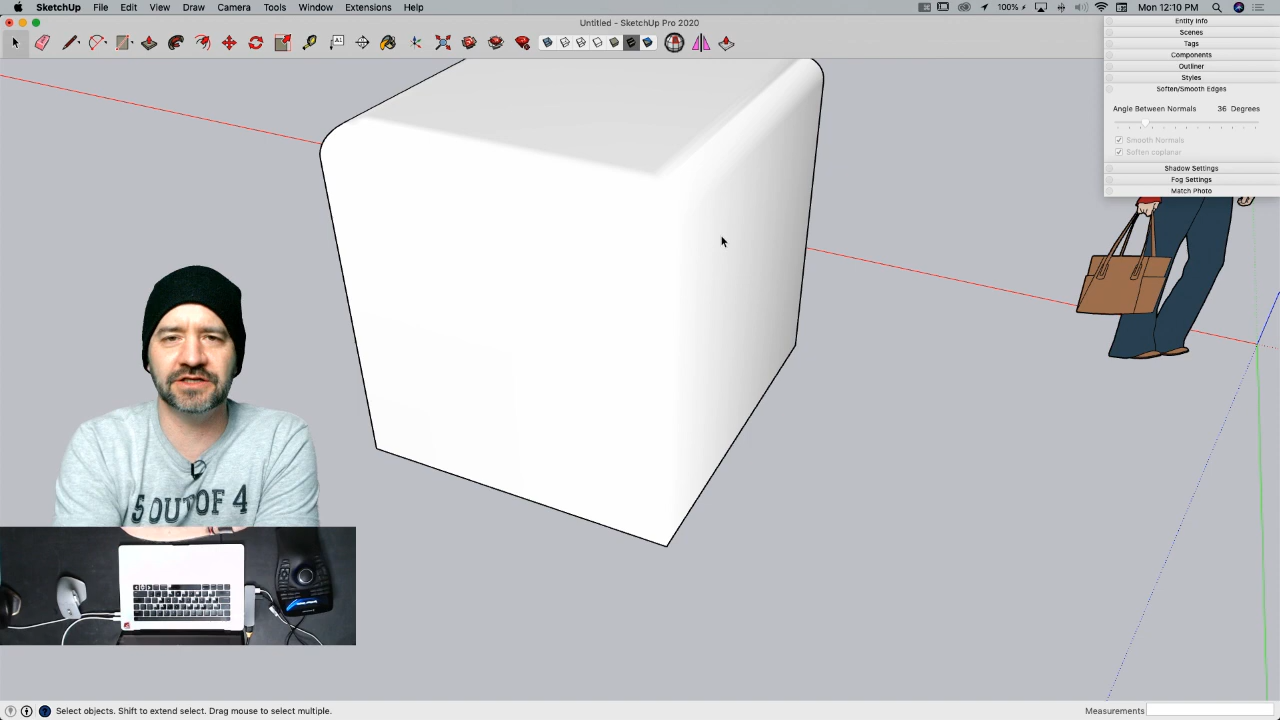 SketchUp File Edit View Draw Camera Tools Window Extensions Help
100% Mon 12:10 PM
Untitled - SketchUp Pro 2020
Entity Info
Scenes
Tags
Components
Outliner
Styles
Soften/Smooth Edges
Angle Between Normals 36 Degrees
Smooth Normals
Soften coplanar
Shadow Settings
Fog Settings
Match Photo
5 OUT OF 4
Select objects. Shift to extend select. Drag mouse to select multiple.
Measurements